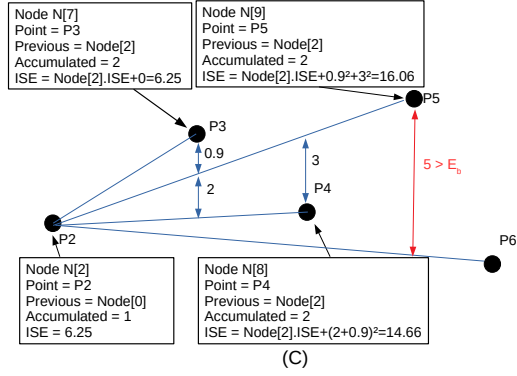 Node N[7]
Point = P3
Previous = Node[2]
Accumulated = 2
ISE = Node[2].ISE+0=6.25
Node N[9]
Point = P5
Previous = Node[2]
Accumulated = 2
ISE = Node[2].ISE+0.9²+3²=16.06
P5
P3
0.9
3
5 > E_b
2
P4
P2
P6
Node N[2]
Point = P2
Previous = Node[0]
Accumulated = 1
ISE = 6.25
Node N[8]
Point = P4
Previous = Node[2]
Accumulated = 2
ISE = Node[2].ISE+(2+0.9)²=14.66
(C)